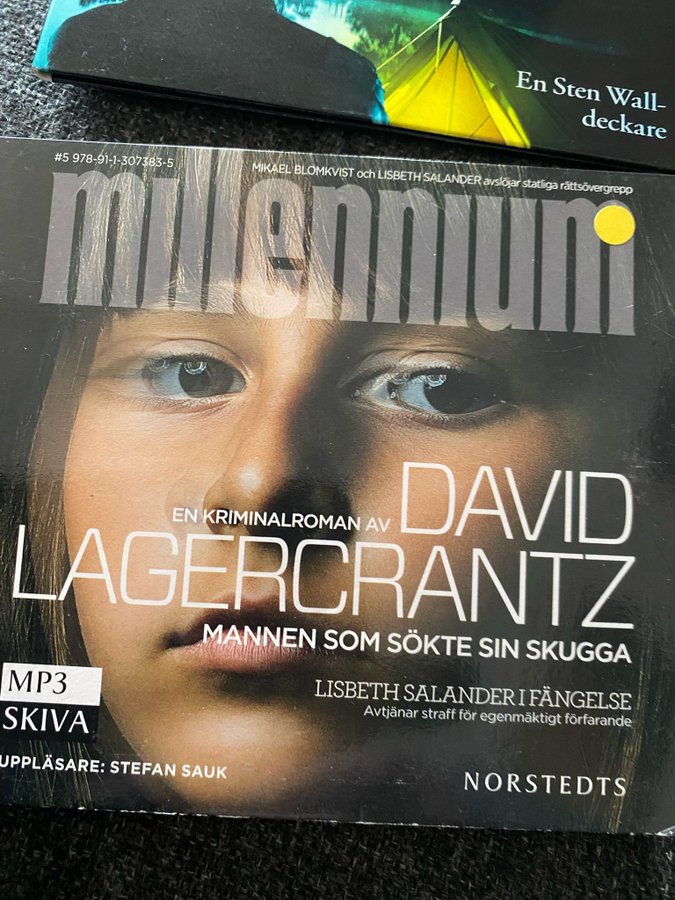 En Sten Wall-
deckare
#5 978-91-1-307383-5
MIKAEL BLOMKVIST och LISBETH SALANDER avslöjar statliga rättsövergrepp
millennium
EN KRIMINALROMAN AV DAVID
LAGERCRANTZ
MANNEN SOM SÖKTE SIN SKUGGA
LISBETH SALANDER I FÄNGELSE
Avtjänar straff för egenmäktigt förfarande
MP3
SKIVA
UPPLÄSARE: STEFAN SAUK
NORSTEDTS